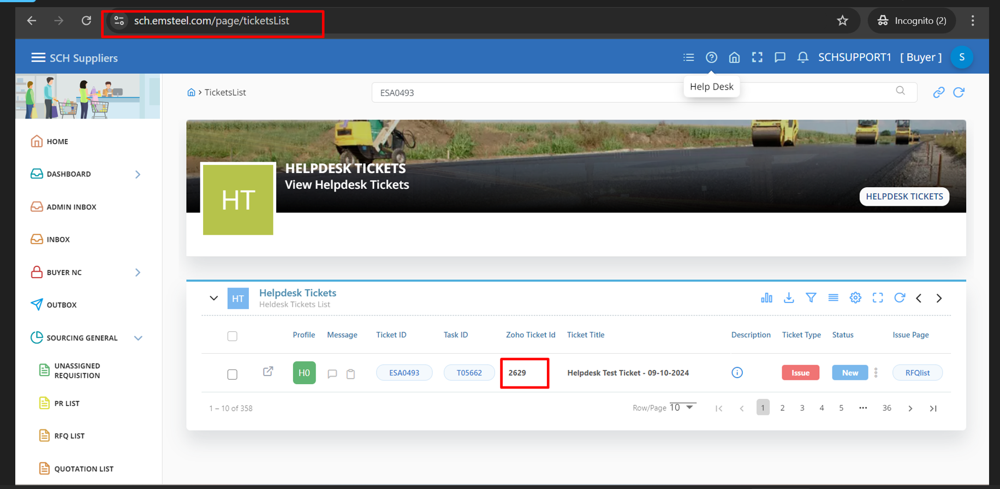 sch.emsteel.com/page/ticketsList
Incognito (2)
SCH Suppliers
SCHSUPPORT1 [ Buyer ]
S
Help Desk
> TicketsList
ESA0493
HOME
DASHBOARD
ADMIN INBOX
INBOX
BUYER NC
OUTBOX
SOURCING GENERAL
UNASSIGNED
REQUISITION
PR LIST
RFQ LIST
QUOTATION LIST
HT
HELPDESK TICKETS
View Helpdesk Tickets
HELPDESK TICKETS
HT
Helpdesk Tickets
Heldesk Tickets List
Profile Message Ticket ID Task ID Zoho Ticket Id Ticket Title Description Ticket Type Status Issue Page
H0 ESA0493 T05662 2629 Helpdesk Test Ticket - 09-10-2024 Issue New RFQlist
1 – 10 of 358
Row/Page 10 1 2 3 4 5 ... 36